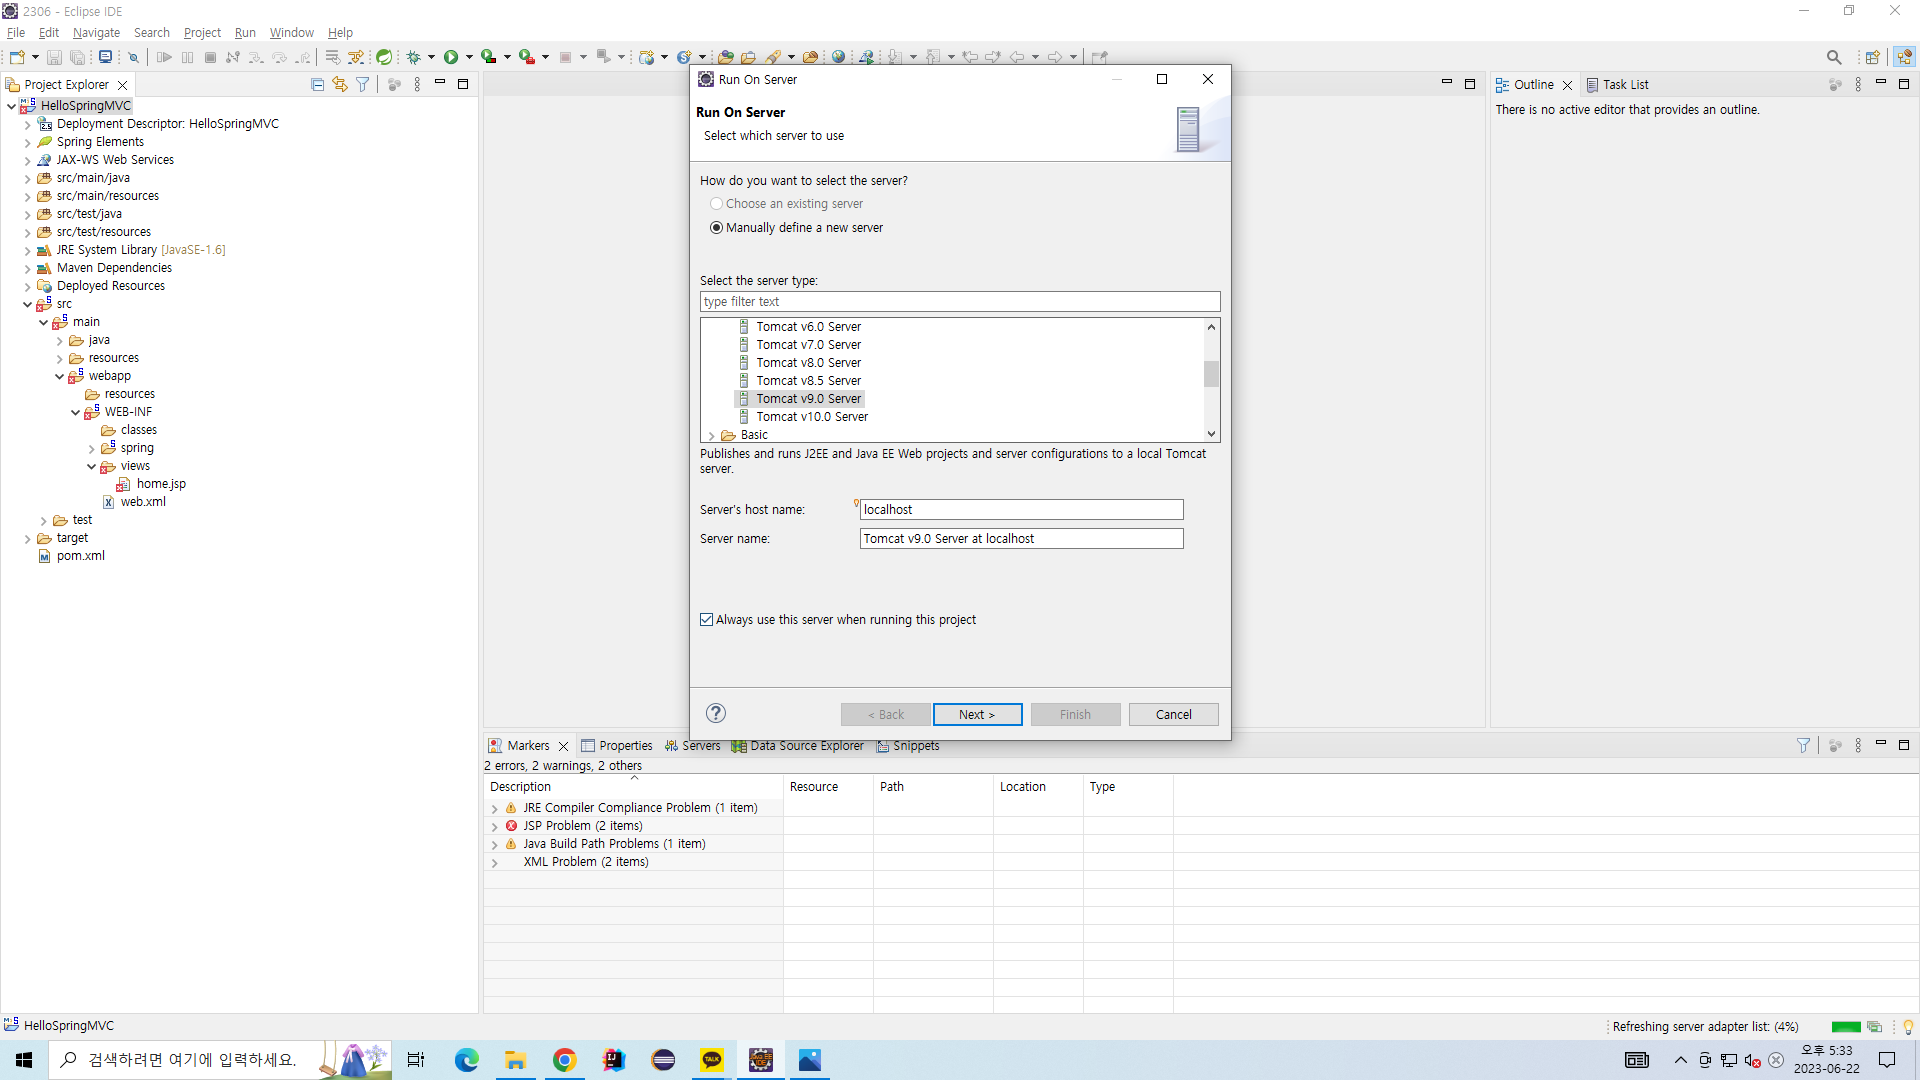 2306 - Eclipse IDE
File Edit Navigate Search Project Run Window Help
Project Explorer
HelloSpringMVC
Deployment Descriptor: HelloSpringMVC
Spring Elements
JAX-WS Web Services
src/main/java
src/main/resources
src/test/java
src/test/resources
JRE System Library [JavaSE-1.6]
Maven Dependencies
Deployed Resources
src
main
java
resources
webapp
resources
WEB-INF
classes
spring
views
home.jsp
web.xml
test
target
pom.xml
Run On Server
Run On Server
Select which server to use
How do you want to select the server?
Choose an existing server
Manually define a new server
Select the server type:
type filter text
Tomcat v6.0 Server
Tomcat v7.0 Server
Tomcat v8.0 Server
Tomcat v8.5 Server
Tomcat v9.0 Server
Tomcat v10.0 Server
Basic
Publishes and runs J2EE and Java EE Web projects and server configurations to a local Tomcat
server.
Server's host name: localhost
Server name: Tomcat v9.0 Server at localhost
Always use this server when running this project
< Back Next > Finish Cancel
Outline Task List
There is no active editor that provides an outline.
Markers Properties Servers Data Source Explorer Snippets
2 errors, 2 warnings, 2 others
Description Resource Path Location Type
JRE Compiler Compliance Problem (1 item)
JSP Problem (2 items)
Java Build Path Problems (1 item)
XML Problem (2 items)
HelloSpringMVC
Refreshing server adapter list: (4%)
검색하려면 여기에 입력하세요.
TALK
오후 5:33
2023-06-22